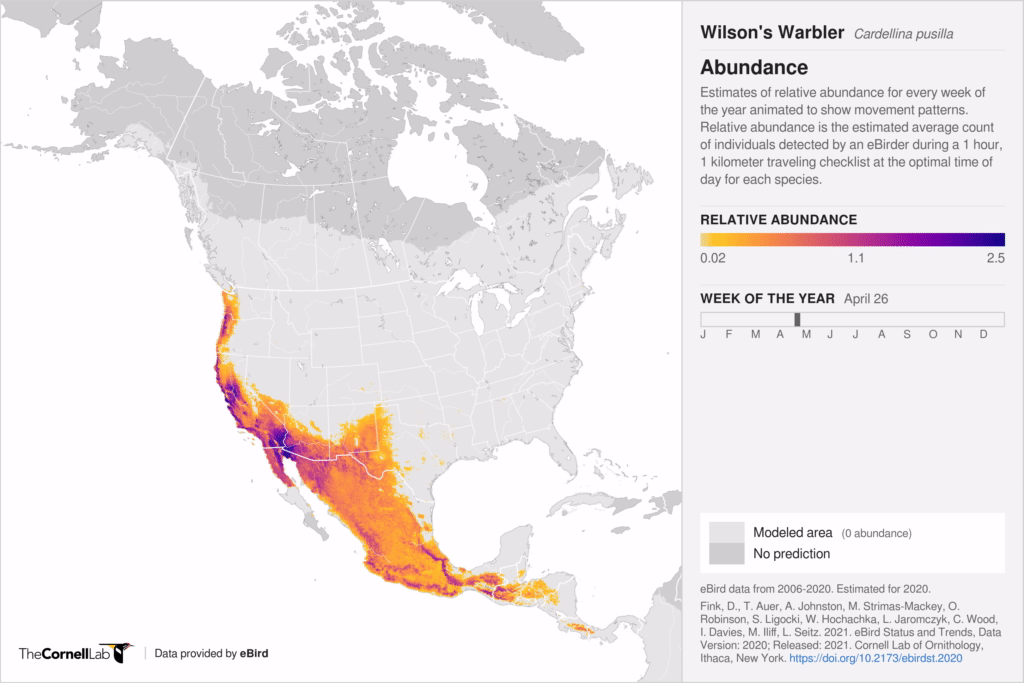 Wilson's Warbler Cardellina pusilla
Abundance
Estimates of relative abundance for every week of
the year animated to show movement patterns.
Relative abundance is the estimated average count
of individuals detected by an eBirder during a 1 hour,
1 kilometer traveling checklist at the optimal time of
day for each species.
RELATIVE ABUNDANCE
0.02 1.1 2.5
WEEK OF THE YEAR April 26
J F M A M J J A S O N D
Modeled area (0 abundance)
No prediction
eBird data from 2006-2020. Estimated for 2020.
Fink, D., T. Auer, A. Johnston, M. Strimas-Mackey, O.
Robinson, S. Ligocki, W. Hochachka, L. Jaromczyk, C. Wood,
I. Davies, M. Iliff, L. Seitz. 2021. eBird Status and Trends, Data
Version: 2020; Released: 2021. Cornell Lab of Ornithology,
Ithaca, New York. https://doi.org/10.2173/ebirdst.2020
TheCornellLab Data provided by eBird